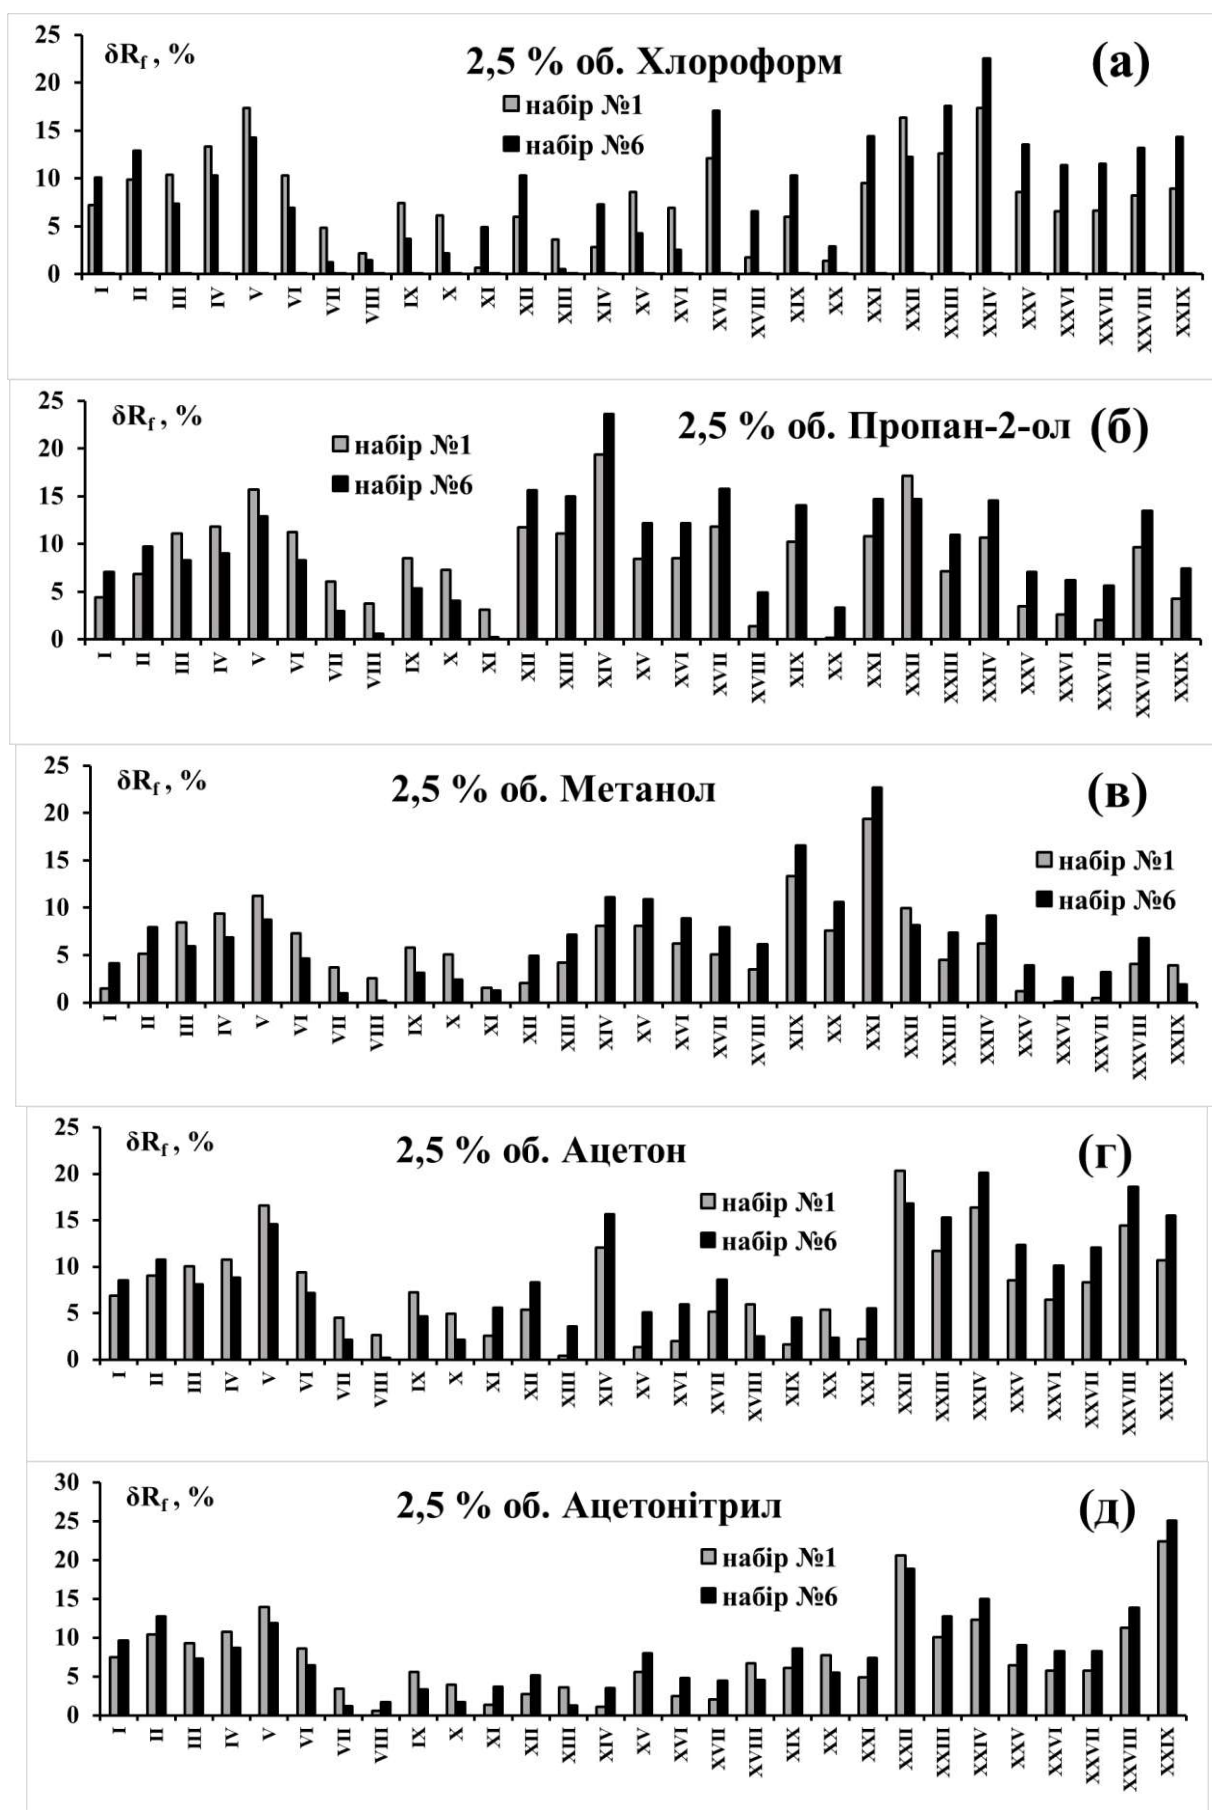 δRf , %
2,5 % об. Хлороформ
(а)
набір №1
набір №6
25
20
15
10
5
0
I II III IV V VI VII VIII IX X XI XII XIII XIV XV XVI XVII XVIII XIX XX XXI XXII XXIII XXIV XXV XXVI XXVII XXVIII XXIX
δRf , %
2,5 % об. Пропан-2-ол
(б)
набір №1
набір №6
25
20
15
10
5
0
I II III IV V VI VII VIII IX X XI XII XIII XIV XV XVI XVII XVIII XIX XX XXI XXII XXIII XXIV XXV XXVI XXVII XXVIII XXIX
δRf , %
2,5 % об. Метанол
(в)
набір №1
набір №6
25
20
15
10
5
0
I II III IV V VI VII VIII IX X XI XII XIII XIV XV XVI XVII XVIII XIX XX XXI XXII XXIII XXIV XXV XXVI XXVII XXVIII XXIX
δRf , %
2,5 % об. Ацетон
(г)
набір №1
набір №6
25
20
15
10
5
0
I II III IV V VI VII VIII IX X XI XII XIII XIV XV XVI XVII XVIII XIX XX XXI XXII XXIII XXIV XXV XXVI XXVII XXVIII XXIX
δRf , %
2,5 % об. Ацетонітрил
(д)
набір №1
набір №6
30
25
20
15
10
5
0
I II III IV V VI VII VIII IX X XI XII XIII XIV XV XVI XVII XVIII XIX XX XXI XXII XXIII XXIV XXV XXVI XXVII XXVIII XXIX